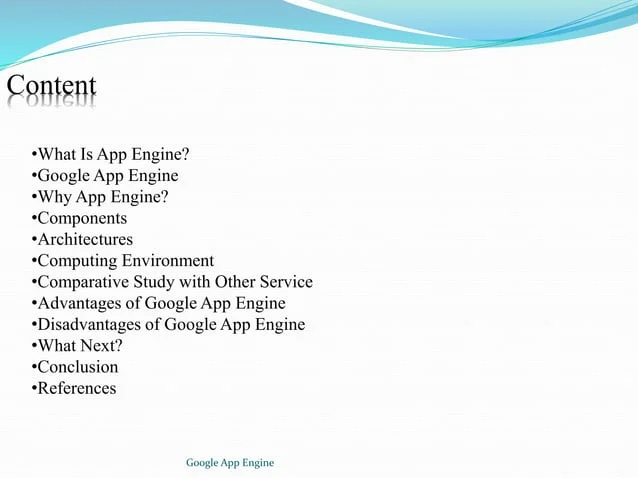 Content
•What Is App Engine?
•Google App Engine
•Why App Engine?
•Components
•Architectures
•Computing Environment
•Comparative Study with Other Service
•Advantages of Google App Engine
•Disadvantages of Google App Engine
•What Next?
•Conclusion
•References
Google App Engine